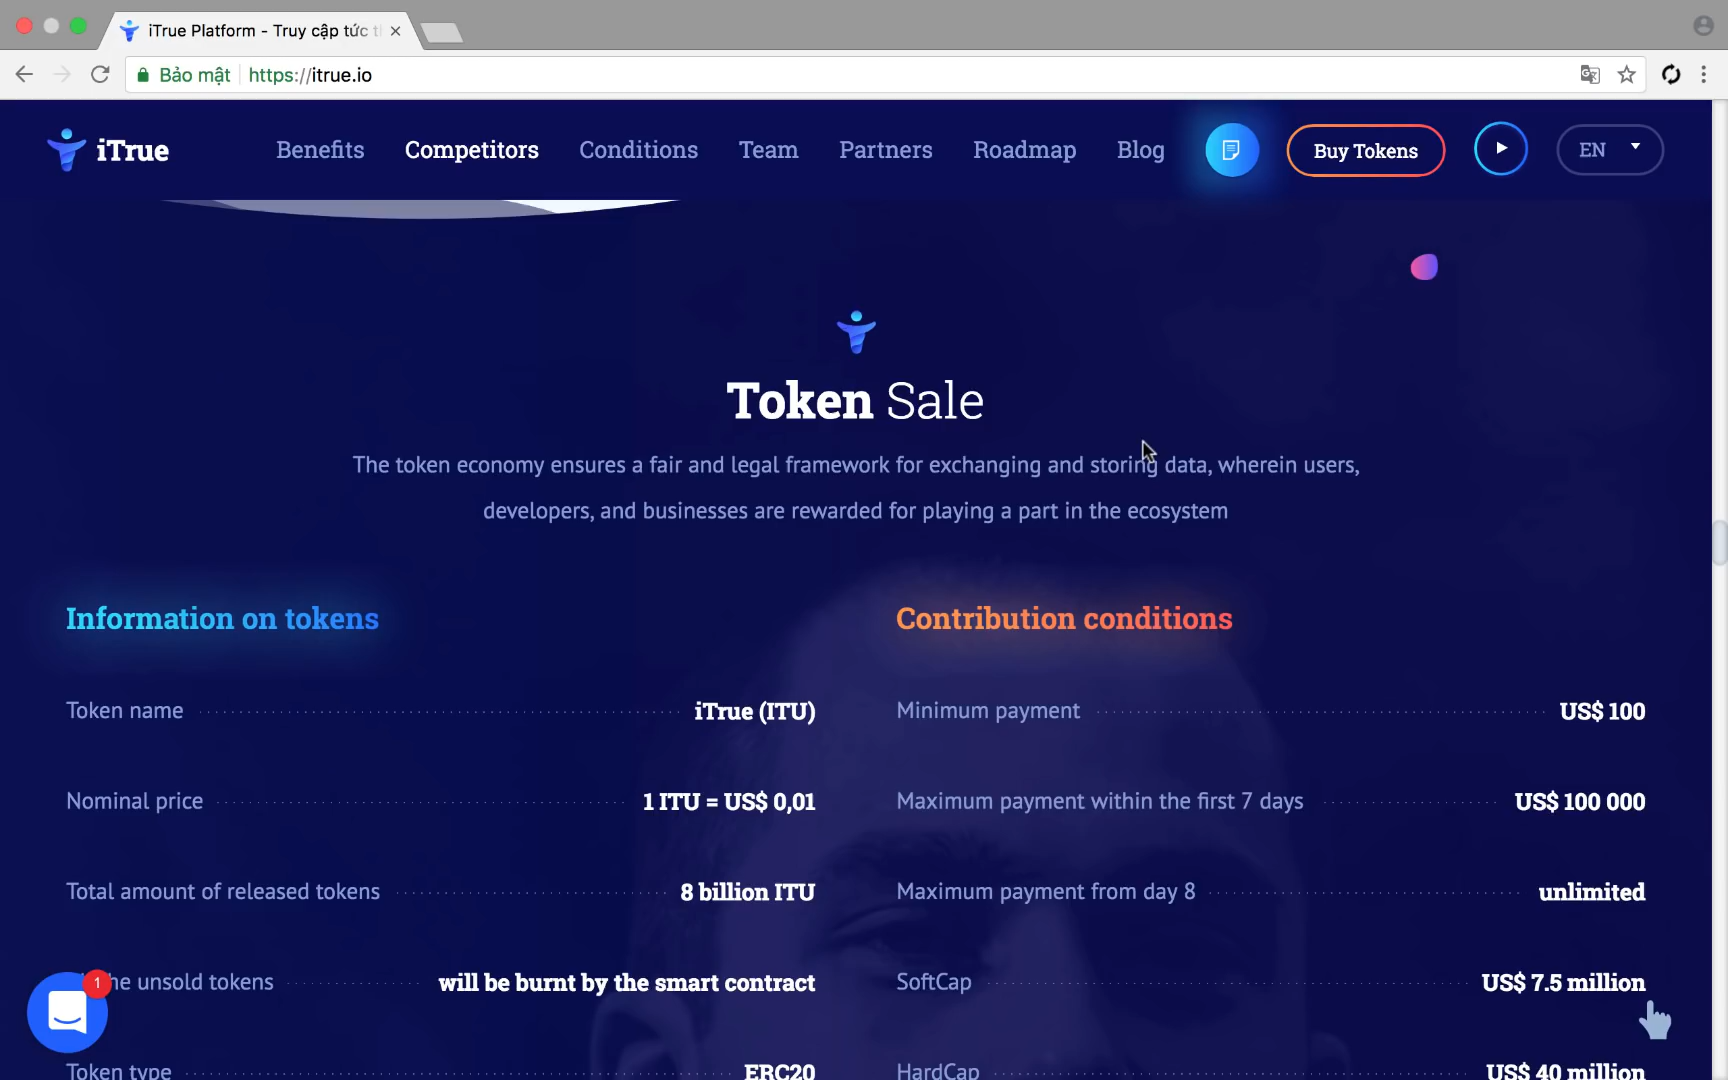 iTrue Platform - Truy cập tức t
Bảo mật https://itrue.io
iTrue Benefits Competitors Conditions Team Partners Roadmap Blog Buy Tokens EN
Token Sale
The token economy ensures a fair and legal framework for exchanging and storing data, wherein users,
developers, and businesses are rewarded for playing a part in the ecosystem
Information on tokens
Token name iTrue (ITU)
Nominal price 1 ITU = US$ 0,01
Total amount of released tokens 8 billion ITU
unsold tokens will be burnt by the smart contract
Token type ERC20
1
Contribution conditions
Minimum payment US$ 100
Maximum payment within the first 7 days US$ 100 000
Maximum payment from day 8 unlimited
SoftCap US$ 7.5 million
HardCap US$ 40 million